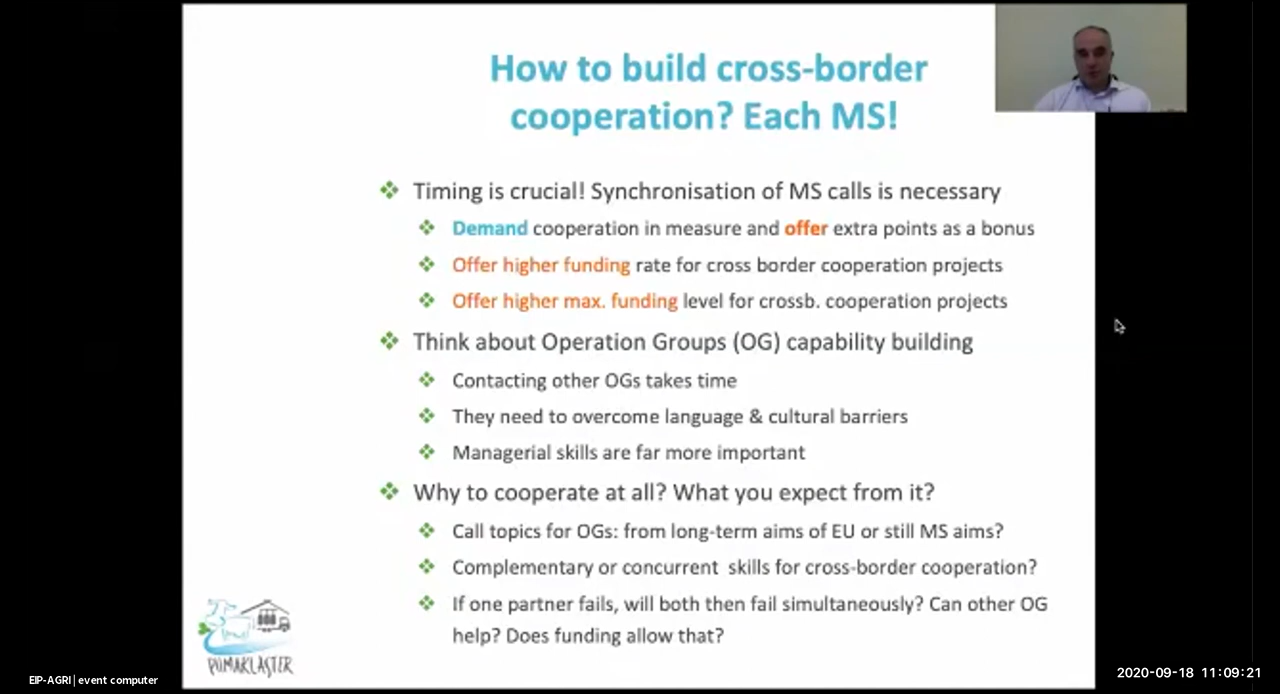 How to build cross-border
cooperation? Each MS!
Timing is crucial! Synchronisation of MS calls is necessary
Demand cooperation in measure and offer extra points as a bonus
Offer higher funding rate for cross border cooperation projects
Offer higher max. funding level for crossb. cooperation projects
Think about Operation Groups (OG) capability building
Contacting other OGs takes time
They need to overcome language & cultural barriers
Managerial skills are far more important
Why to cooperate at all? What you expect from it?
Call topics for OGs: from long-term aims of EU or still MS aims?
Complementary or concurrent skills for cross-border cooperation?
If one partner fails, will both then fail simultaneously? Can other OG
help? Does funding allow that?
PIIMAKLASTER
EIP-AGRI | event computer
2020-09-18 11:09:21